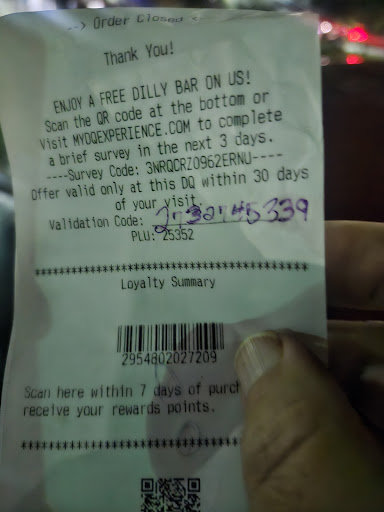 --> Order Closed <
Thank You!
ENJOY A FREE DILLY BAR ON US!
Scan the QR code at the bottom or
Visit MYDQEXPERIENCE.COM to complete
a brief survey in the next 3 days.
----Survey Code: 3NRQCRZ0962ERNU----
Offer valid only at this DQ within 30 days
of your visit.
Validation Code:
PLU: 25352
*****************************************
Loyalty Summary
2954802027209
Scan here within 7 days of purch
receive your rewards points.